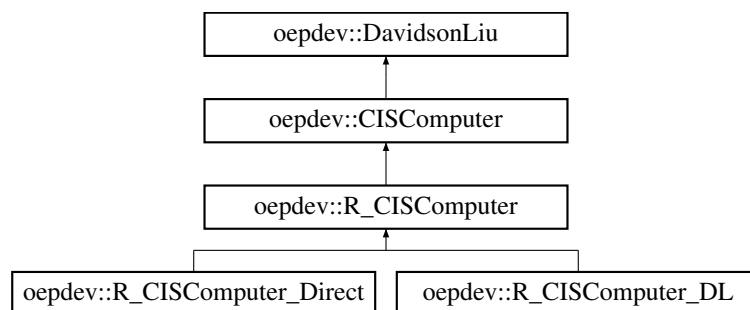 oepdev::DavidsonLiu
oepdev::CISComputer
oepdev::R_CISComputer
oepdev::R_CISComputer_Direct
oepdev::R_CISComputer_DL